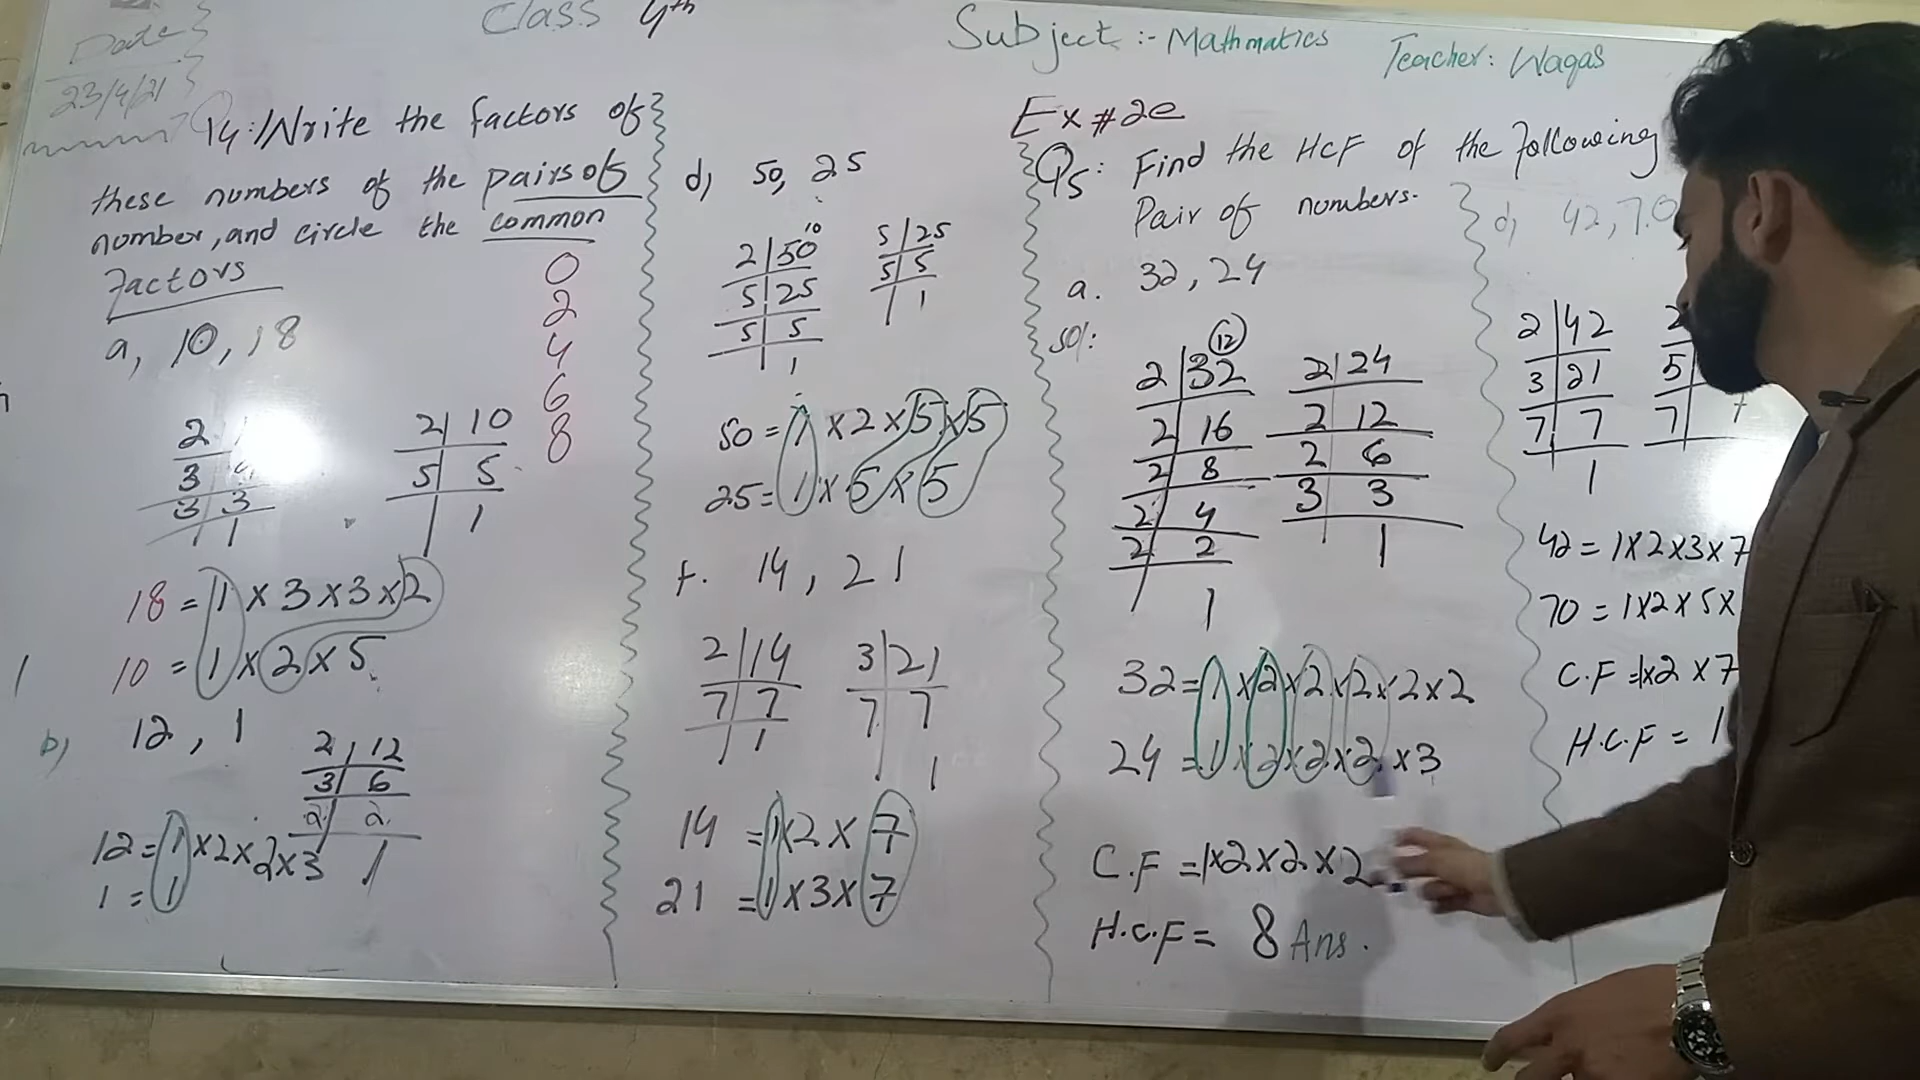 Class 4th
Subject :- Mathmatics
Teacher: Waqas
Date
23/4/21
Q4: Write the factors of
these numbers of the pairs of
number, and circle the common
factors
a, 10, 18
0
2
4
6
8
2
3
3 3
1
2 10
5 5
1
18 = 1 x 3 x 3 x 2
10 = 1 x 2 x 5
b) 12, 1
2 12
3 6
2 2
1
12 = 1 x 2 x 2 x 3
1 = 1
d) 50, 25
10
2 50
5 25
5 5
1
5 25
5 5
1
50 = 1 x 2 x 5 x 5
25 = 1 x 5 x 5
f. 14, 21
2 14
7 7
1
3 21
7 7
1
14 = 1 x 2 x 7
21 = 1 x 3 x 7
Ex # 2e
Q5: Find the HCF of the following
Pair of numbers.
a. 32, 24
Sol:
12
2 32
2 16
2 8
2 4
2 2
1
2 24
2 12
2 6
3 3
1
32 = 1 x 2 x 2 x 2 x 2 x 2
24 = 1 x 2 x 2 x 2 x 3
C.F = 1 x 2 x 2 x 2
H.C.F = 8 Ans.
d) 42, 70
2 42
3 21
7 7
1
2
5
7 7
42 = 1 x 2 x 3 x 7
70 = 1 x 2 x 5 x
C.F = 1 x 2 x 7
H.C.F = 1